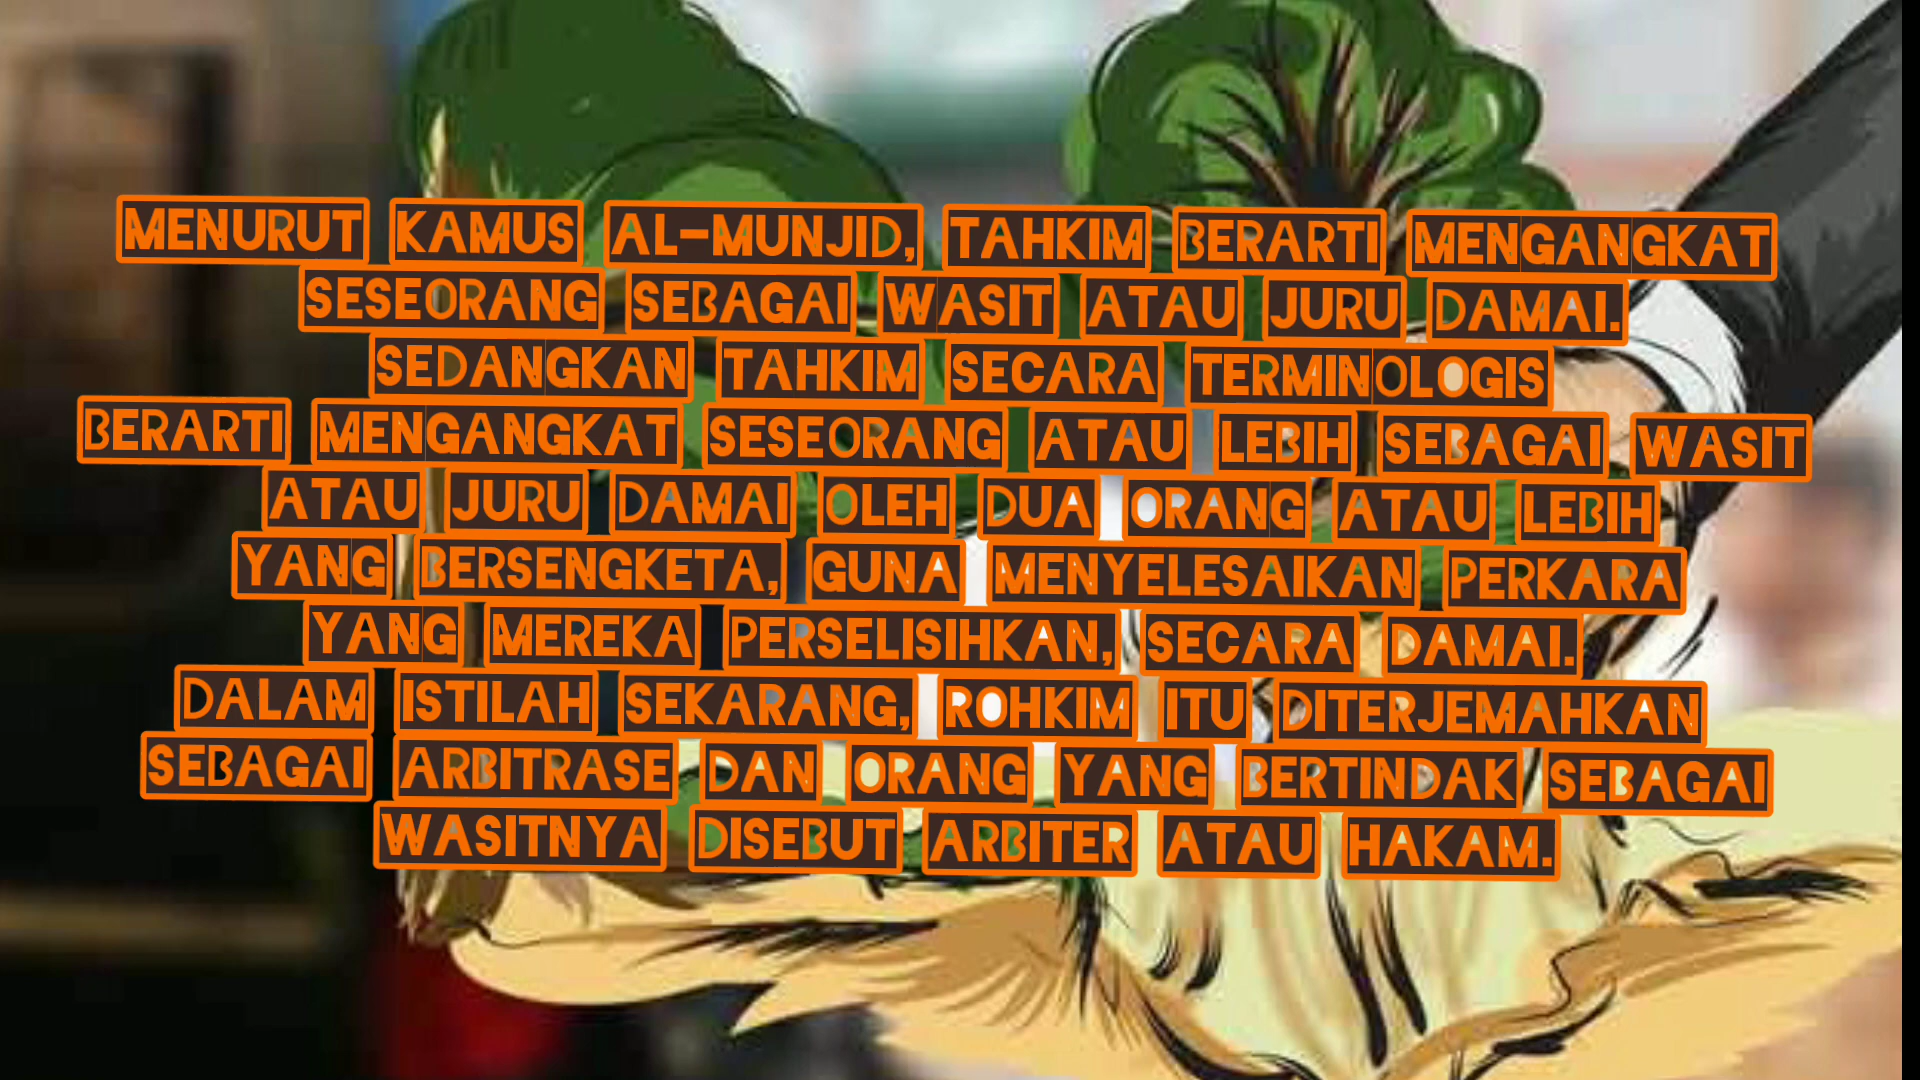 MENURUT KAMUS AL-MUNJID, TAHKIM BERARTI MENGANGKAT
SESEORANG SEBAGAI WASIT ATAU JURU DAMAI.
SEDANGKAN TAHKIM SECARA TERMINOLOGIS
BERARTI MENGANGKAT SESEORANG ATAU LEBIH SEBAGAI WASIT
ATAU JURU DAMAI OLEH DUA ORANG ATAU LEBIH
YANG BERSENGKETA, GUNA MENYELESAIKAN PERKARA
YANG MEREKA PERSELISIHKAN, SECARA DAMAI.
DALAM ISTILAH SEKARANG, ROHKIM ITU DITERJEMAHKAN
SEBAGAI ARBITRASE DAN ORANG YANG BERTINDAK SEBAGAI
WASITNYA DISEBUT ARBITER ATAU HAKAM.